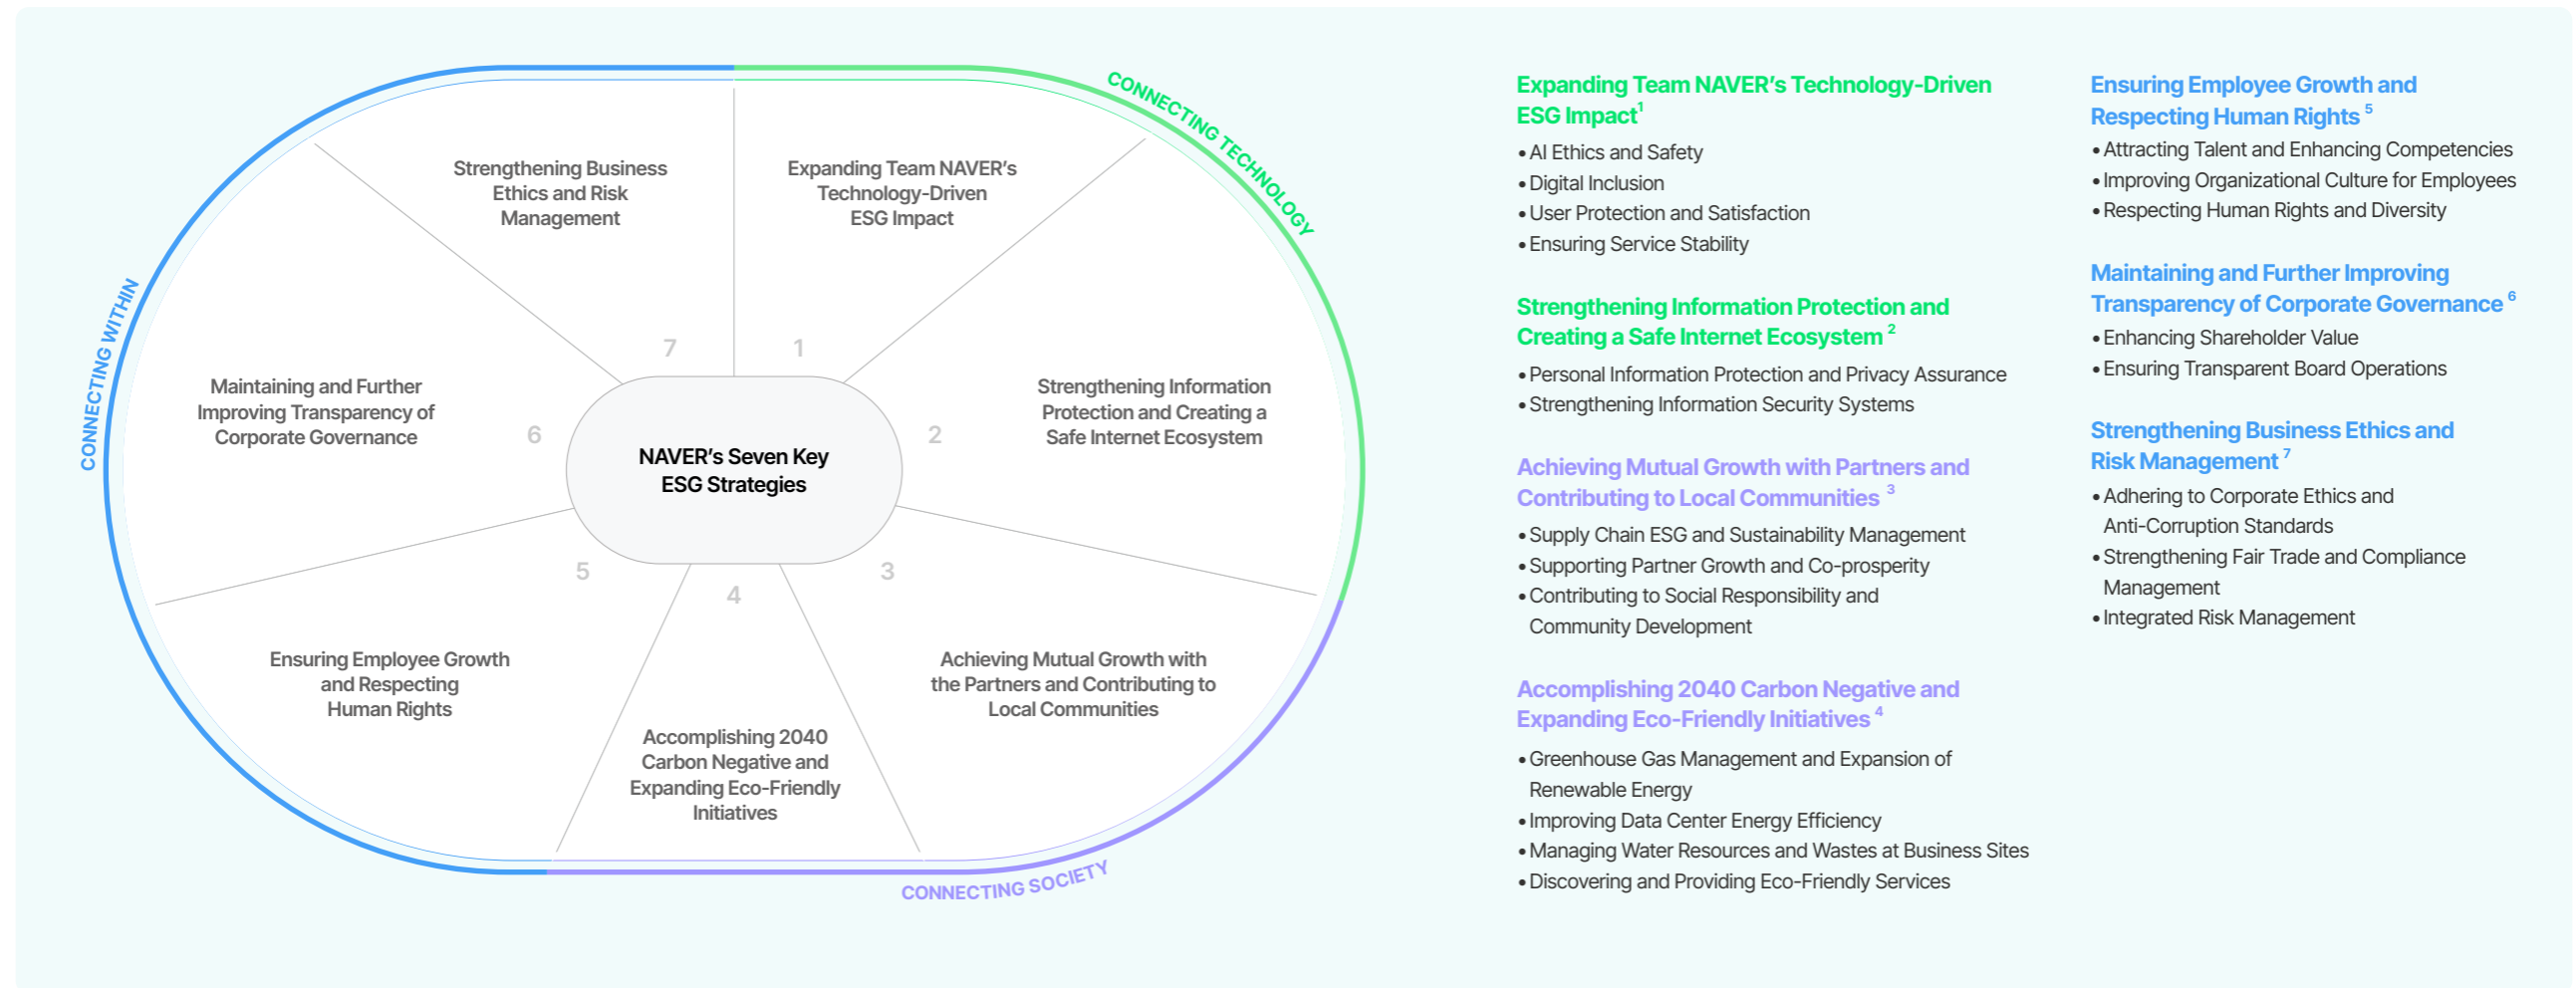 CONNECTING WITHIN
CONNECTING TECHNOLOGY
CONNECTING SOCIETY
NAVER's Seven Key
ESG Strategies
1
Expanding Team NAVER's
Technology-Driven
ESG Impact
2
Strengthening Information
Protection and Creating a
Safe Internet Ecosystem
3
Achieving Mutual Growth with
the Partners and Contributing to
Local Communities
4
Accomplishing 2040
Carbon Negative and
Expanding Eco-Friendly
Initiatives
5
Ensuring Employee Growth
and Respecting
Human Rights
6
Maintaining and Further
Improving Transparency of
Corporate Governance
7
Strengthening Business
Ethics and Risk
Management
Expanding Team NAVER's Technology-Driven
ESG Impact¹
• AI Ethics and Safety
• Digital Inclusion
• User Protection and Satisfaction
• Ensuring Service Stability
Strengthening Information Protection and
Creating a Safe Internet Ecosystem ²
• Personal Information Protection and Privacy Assurance
• Strengthening Information Security Systems
Achieving Mutual Growth with Partners and
Contributing to Local Communities ³
• Supply Chain ESG and Sustainability Management
• Supporting Partner Growth and Co-prosperity
• Contributing to Social Responsibility and
Community Development
Accomplishing 2040 Carbon Negative and
Expanding Eco-Friendly Initiatives ⁴
• Greenhouse Gas Management and Expansion of
Renewable Energy
• Improving Data Center Energy Efficiency
• Managing Water Resources and Wastes at Business Sites
• Discovering and Providing Eco-Friendly Services
Ensuring Employee Growth and
Respecting Human Rights ⁵
• Attracting Talent and Enhancing Competencies
• Improving Organizational Culture for Employees
• Respecting Human Rights and Diversity
Maintaining and Further Improving
Transparency of Corporate Governance ⁶
• Enhancing Shareholder Value
• Ensuring Transparent Board Operations
Strengthening Business Ethics and
Risk Management ⁷
• Adhering to Corporate Ethics and
Anti-Corruption Standards
• Strengthening Fair Trade and Compliance
Management
• Integrated Risk Management